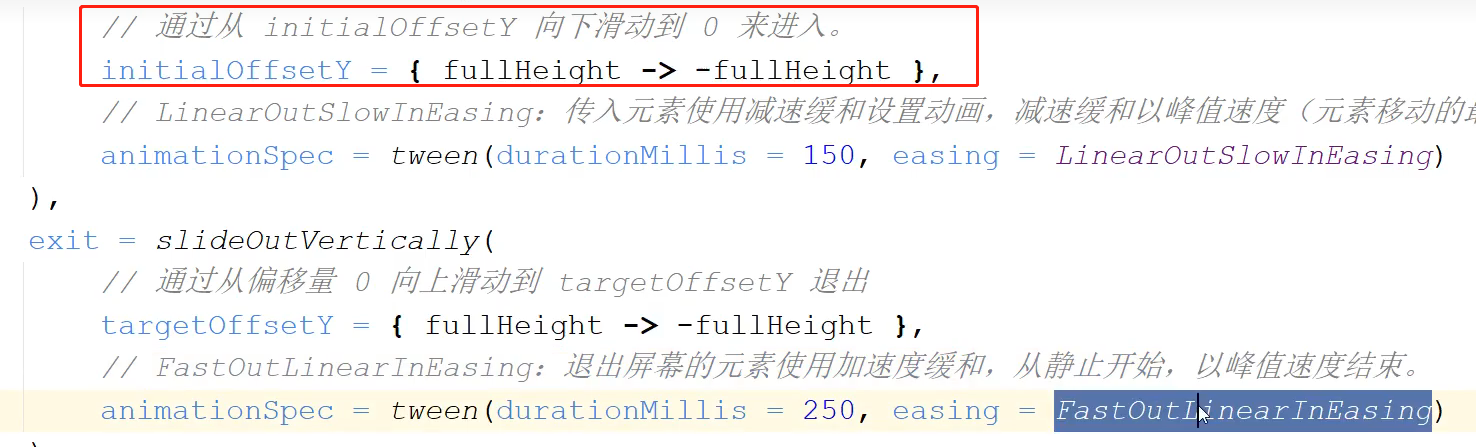 // 通过从 initialOffsetY 向下滑动到 0 来进入。
initialOffsetY = { fullHeight -> -fullHeight },
// LinearOutSlowInEasing：传入元素使用减速缓和设置动画，减速缓和以峰值速度（元素移动的最
animationSpec = tween(durationMillis = 150, easing = LinearOutSlowInEasing)
),
exit = slideOutVertically(
// 通过从偏移量 0 向上滑动到 targetOffsetY 退出
targetOffsetY = { fullHeight -> -fullHeight },
// FastOutLinearInEasing：退出屏幕的元素使用加速度缓和，从静止开始，以峰值速度结束。
animationSpec = tween(durationMillis = 250, easing = FastOutLinearInEasing)